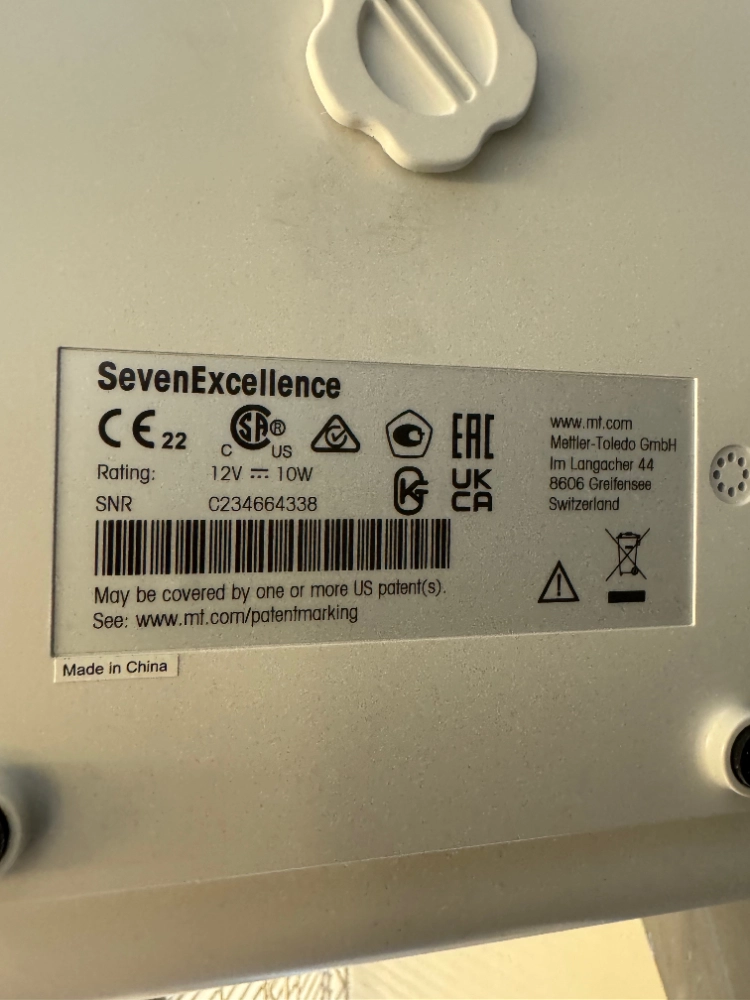 SevenExcellence
CE 22
C SA ® US
EAC
Rating: 12V 10W
UK
CA
SNR C234664338
www.mt.com
Mettler-Toledo GmbH
Im Langacher 44
8606 Greifensee
Switzerland
May be covered by one or more US patent(s).
See: www.mt.com/patentmarking
Made in China